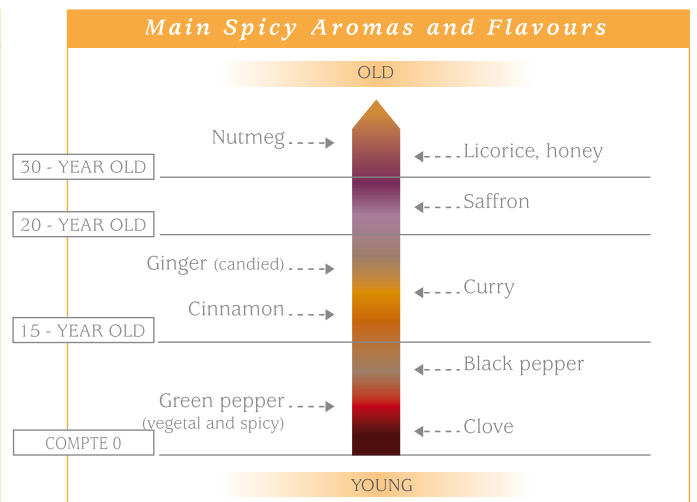 Main Spicy Aromas and Flavours
OLD
Nutmeg
Licorice, honey
30 - YEAR OLD
Saffron
20 - YEAR OLD
Ginger (candied)
Curry
Cinnamon
15 - YEAR OLD
Black pepper
Green pepper
(vegetal and spicy)
Clove
COMPTE 0
YOUNG